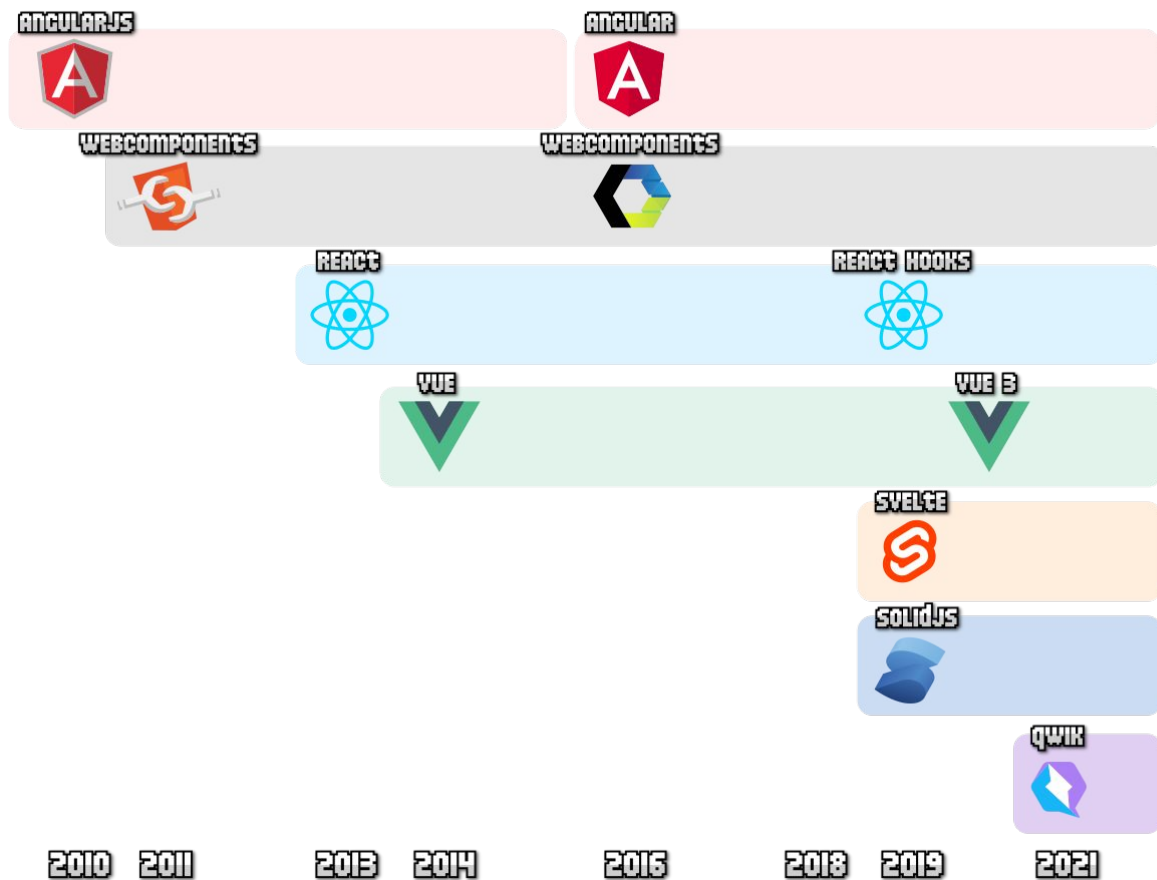 ANGULARJS
ANGULAR
WEBCOMPONENTS
WEBCOMPONENTS
REACT
REACT HOOKS
VUE
VUE 3
SVELTE
SOLIDJS
QWIK
2010 2011 2013 2014 2016 2018 2019 2021